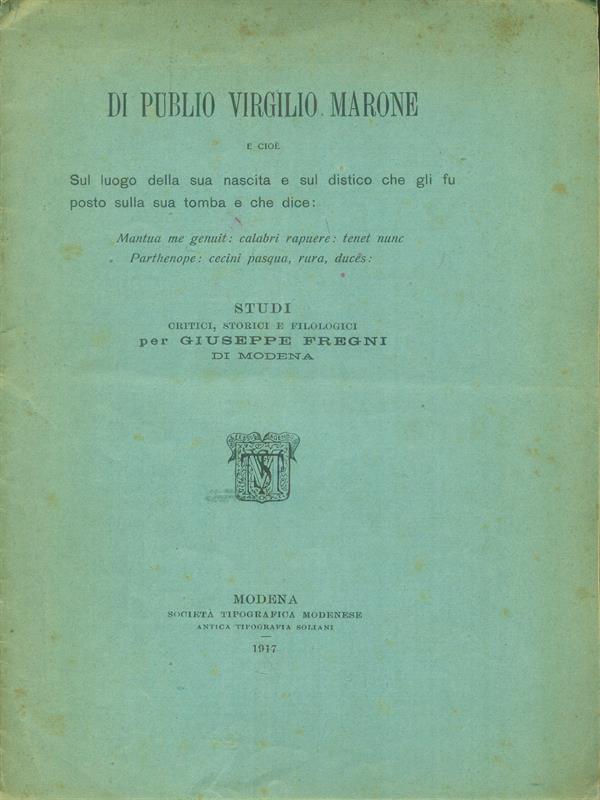 DI PUBLIO VIRGILIO MARONE
E CIOÈ
Sul luogo della sua nascita e sul distico che gli fu
posto sulla sua tomba e che dice:
Mantua me genuit: calabri rapuere: tenet nunc
Parthenope: cecini pasqua, rura, duces:
STUDI
CRITICI, STORICI E FILOLOGICI
per GIUSEPPE FREGNI
DI MODENA
MODENA
SOCIETÀ TIPOGRAFICA MODENESE
ANTICA TIPOGRAFIA SOLIANI
1917